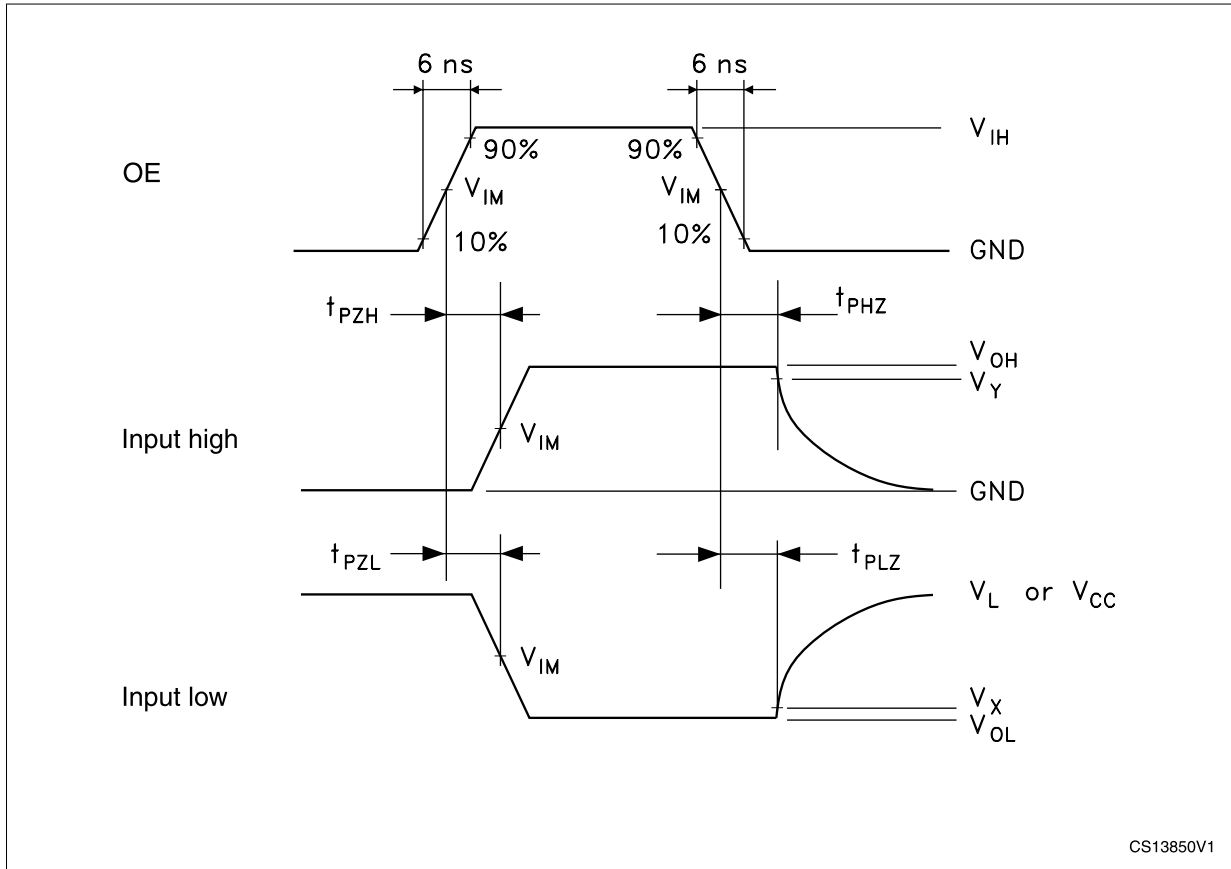 6 ns 6 ns
V_IH
90% 90%
OE
V_IM V_IM
10% 10%
GND
t_PZH t_PHZ
V_OH
V_Y
Input high V_IM
GND
t_PZL t_PLZ
V_L or V_CC
V_IM
Input low V_X
V_OL
CS13850V1